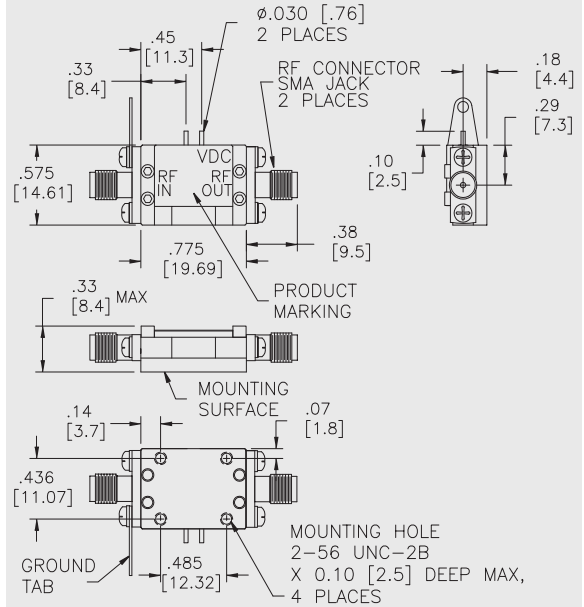 .45
[11.3]
ø.030 [.76]
2 PLACES
.33
[8.4]
RF CONNECTOR
SMA JACK
2 PLACES
.18
[4.4]
.29
[7.3]
.10
[2.5]
.575
[14.61]
VDC
RF
IN
RF
OUT
.775
[19.69]
.38
[9.5]
PRODUCT
MARKING
.33
[8.4] MAX
MOUNTING
SURFACE
.14
[3.7]
.07
[1.8]
.436
[11.07]
GROUND
TAB
.485
[12.32]
MOUNTING HOLE
2-56 UNC-2B
X 0.10 [2.5] DEEP MAX,
4 PLACES